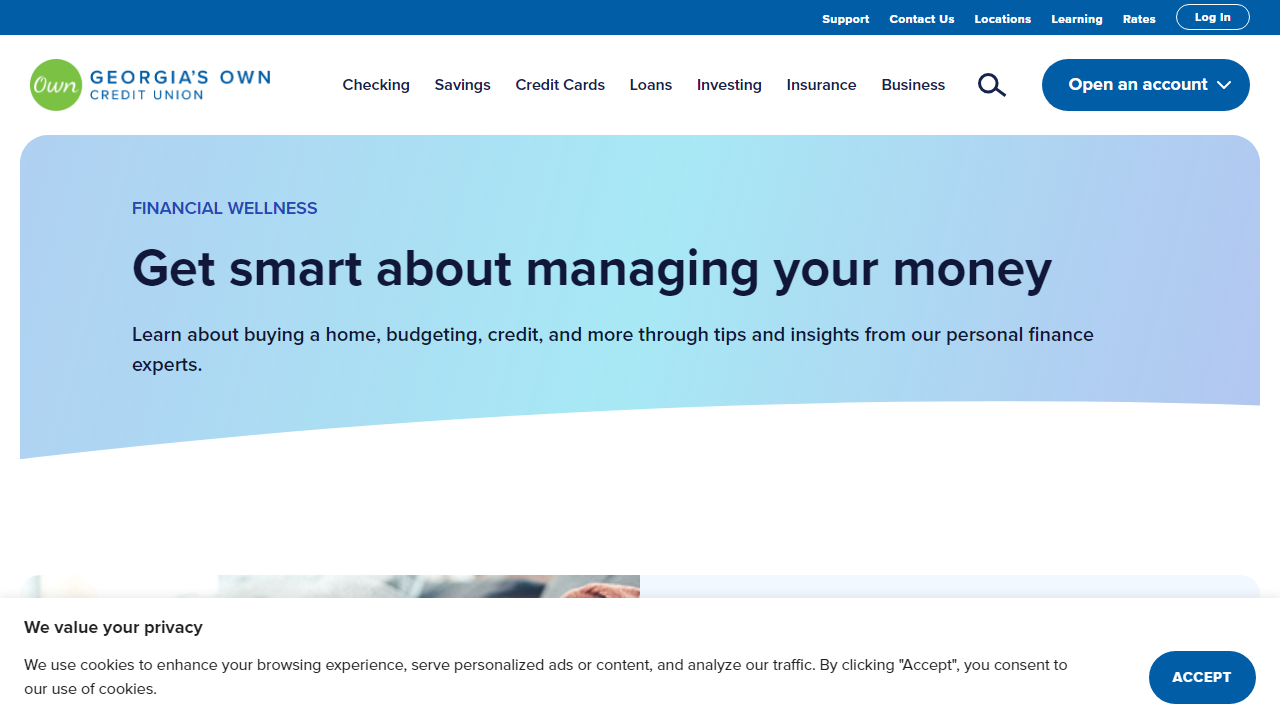 Support Contact Us Locations Learning Rates Log In
Own GEORGIA'S OWN
CREDIT UNION
Checking Savings Credit Cards Loans Investing Insurance Business Open an account
FINANCIAL WELLNESS
Get smart about managing your money
Learn about buying a home, budgeting, credit, and more through tips and insights from our personal finance
experts.
We value your privacy
We use cookies to enhance your browsing experience, serve personalized ads or content, and analyze our traffic. By clicking "Accept", you consent to
our use of cookies.
ACCEPT